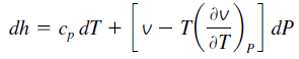 dh = c_p dT + [v − T(∂v/∂T)_P] dP